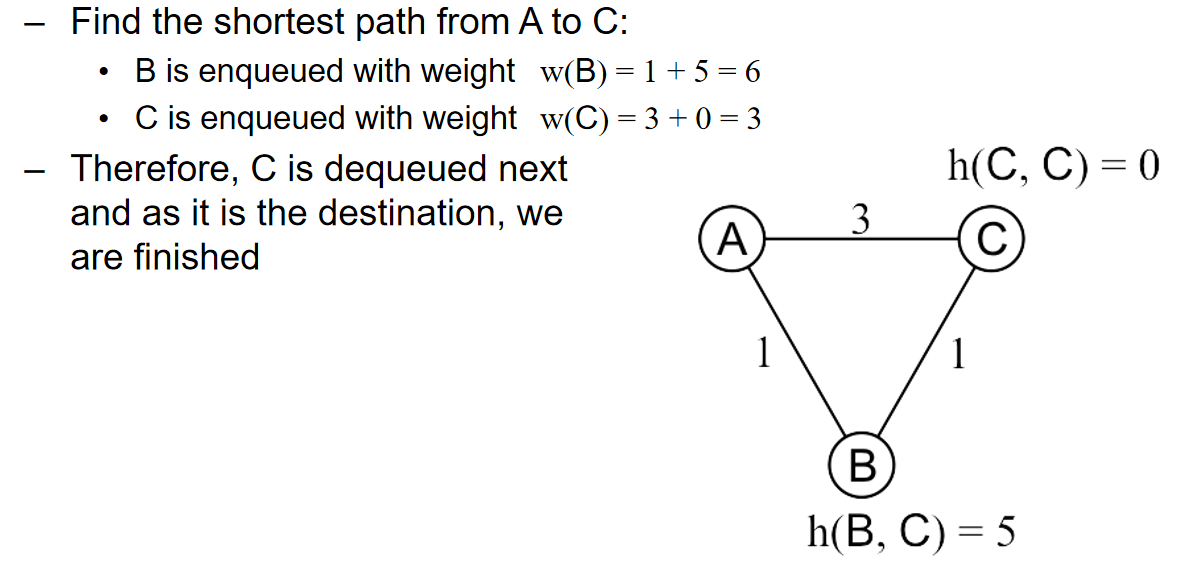 – Find the shortest path from A to C:
• B is enqueued with weight w(B) = 1 + 5 = 6
• C is enqueued with weight w(C) = 3 + 0 = 3
– Therefore, C is dequeued next
and as it is the destination, we
are finished
h(C, C) = 0
3
A
C
1
1
B
h(B, C) = 5